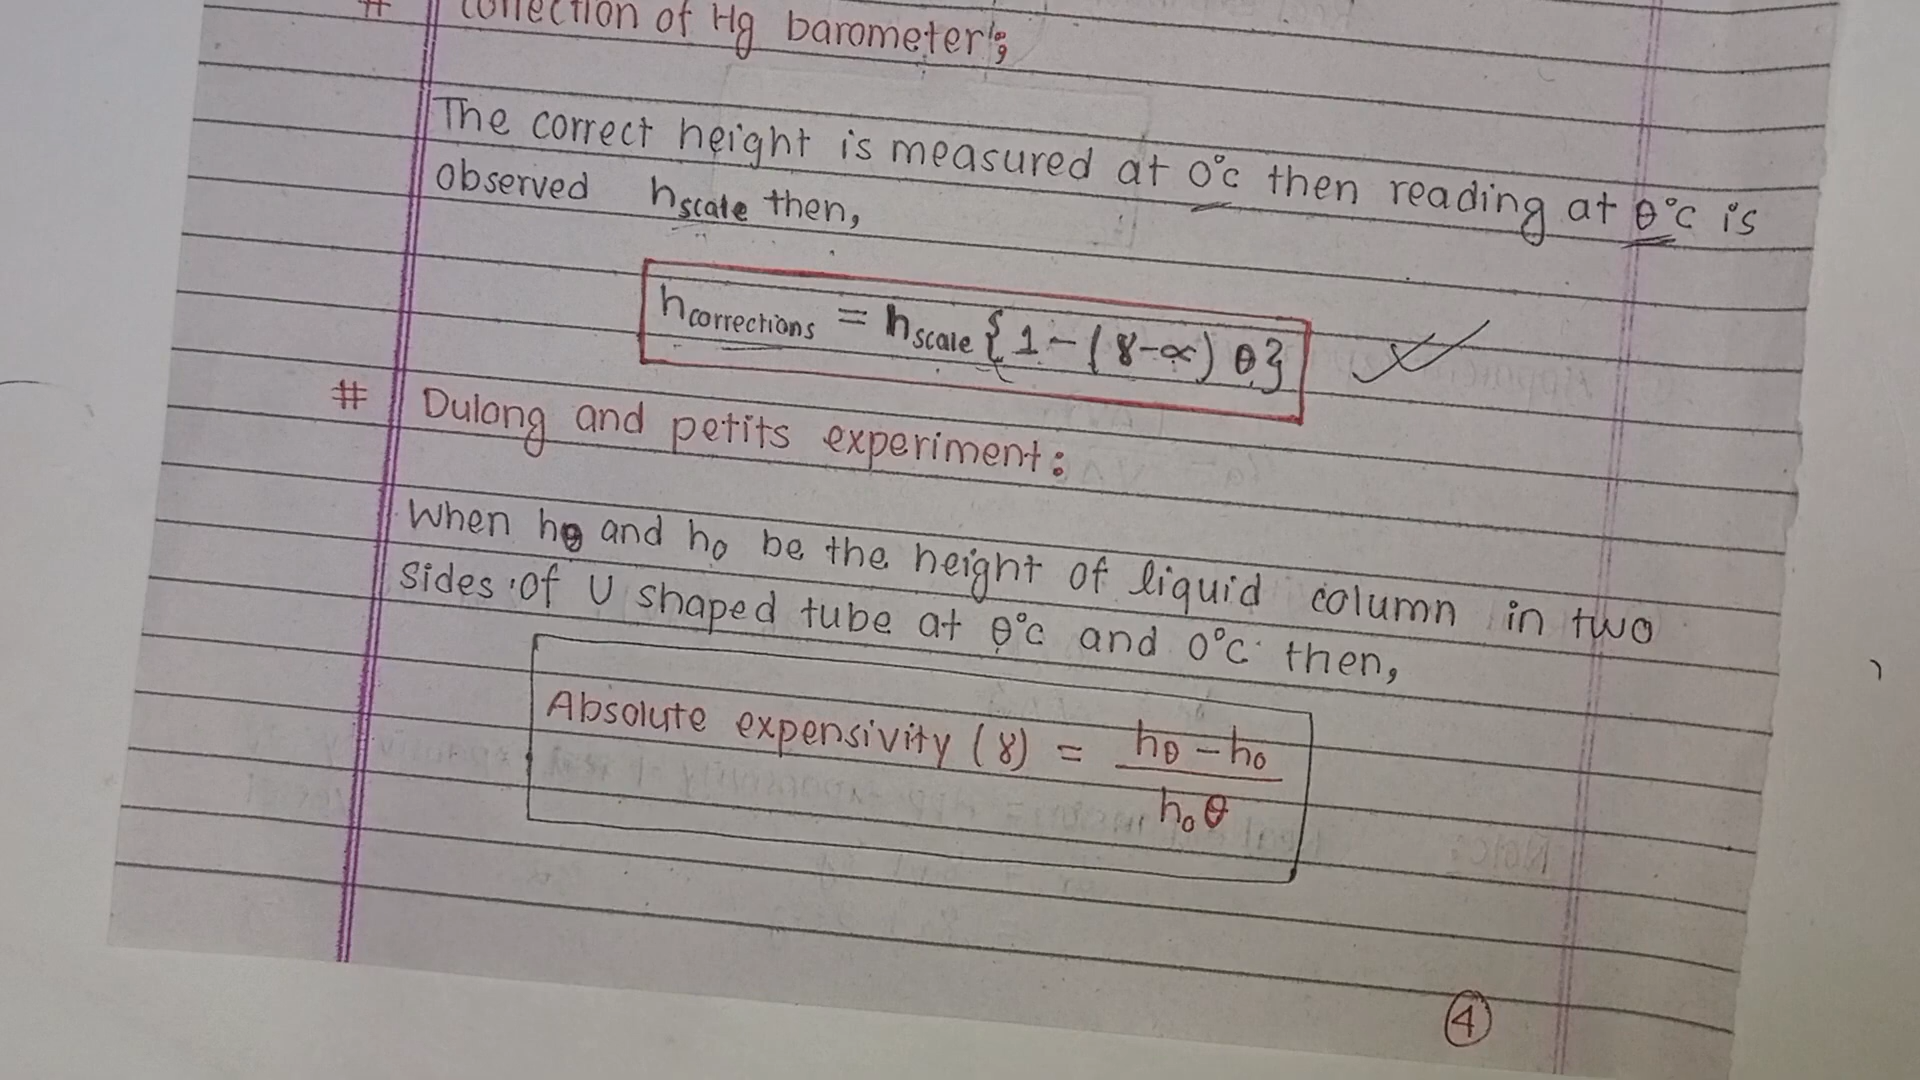 # collection of Hg barometer's
The correct height is measured at 0°c then reading at θ°c is
observed hscale then,
hcorrections = hscale {1-(γ-α) θ}
# Dulong and petits experiment:
When hθ and h₀ be the height of liquid column in two
sides of U shaped tube at θ°c and 0°c then,
Absolute expensivity (γ) = hθ - h₀
h₀θ
4